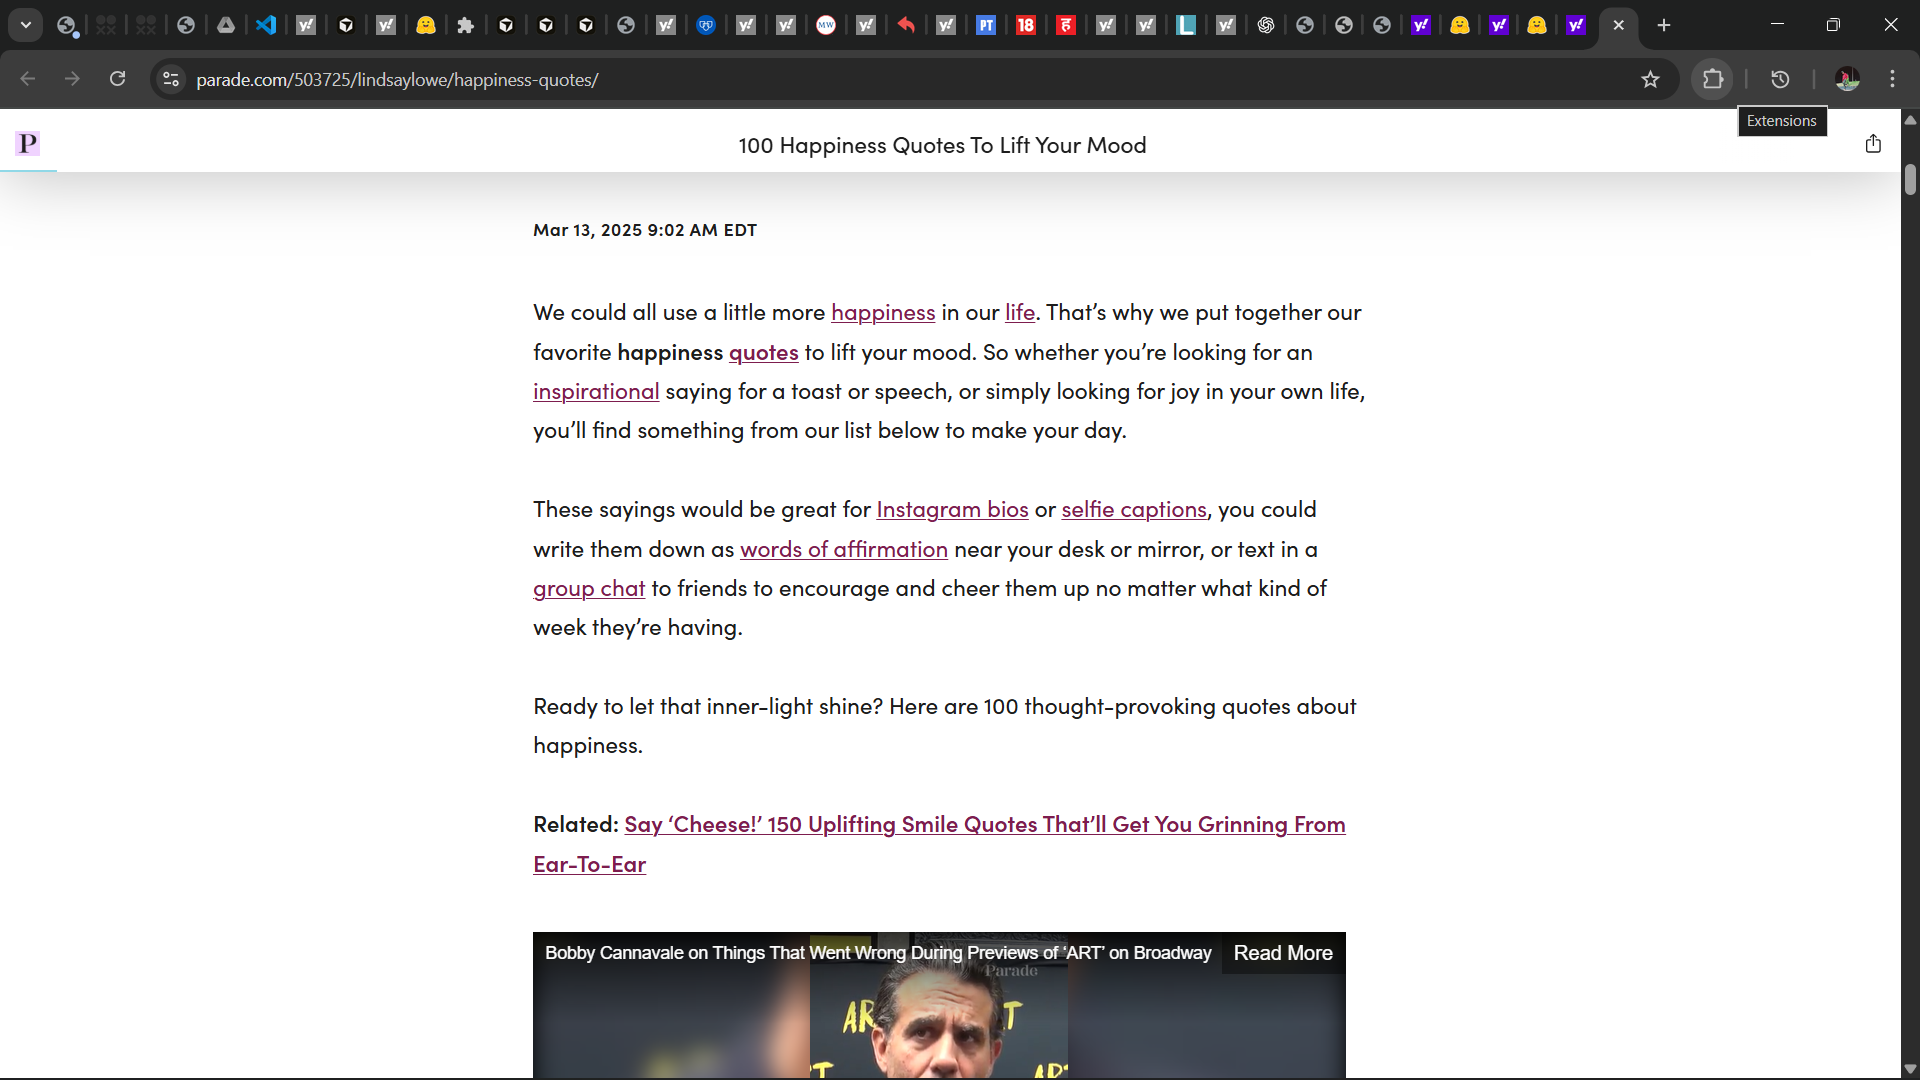 parade.com/503725/lindsaylowe/happiness-quotes/
Extensions
P
100 Happiness Quotes To Lift Your Mood
Mar 13, 2025 9:02 AM EDT
We could all use a little more happiness in our life. That’s why we put together our
favorite happiness quotes to lift your mood. So whether you’re looking for an
inspirational saying for a toast or speech, or simply looking for joy in your own life,
you’ll find something from our list below to make your day.
These sayings would be great for Instagram bios or selfie captions, you could
write them down as words of affirmation near your desk or mirror, or text in a
group chat to friends to encourage and cheer them up no matter what kind of
week they’re having.
Ready to let that inner-light shine? Here are 100 thought-provoking quotes about
happiness.
Related: Say ‘Cheese!’ 150 Uplifting Smile Quotes That’ll Get You Grinning From
Ear-To-Ear
Bobby Cannavale on Things That Went Wrong During Previews of ‘ART’ on Broadway Read More
Parade